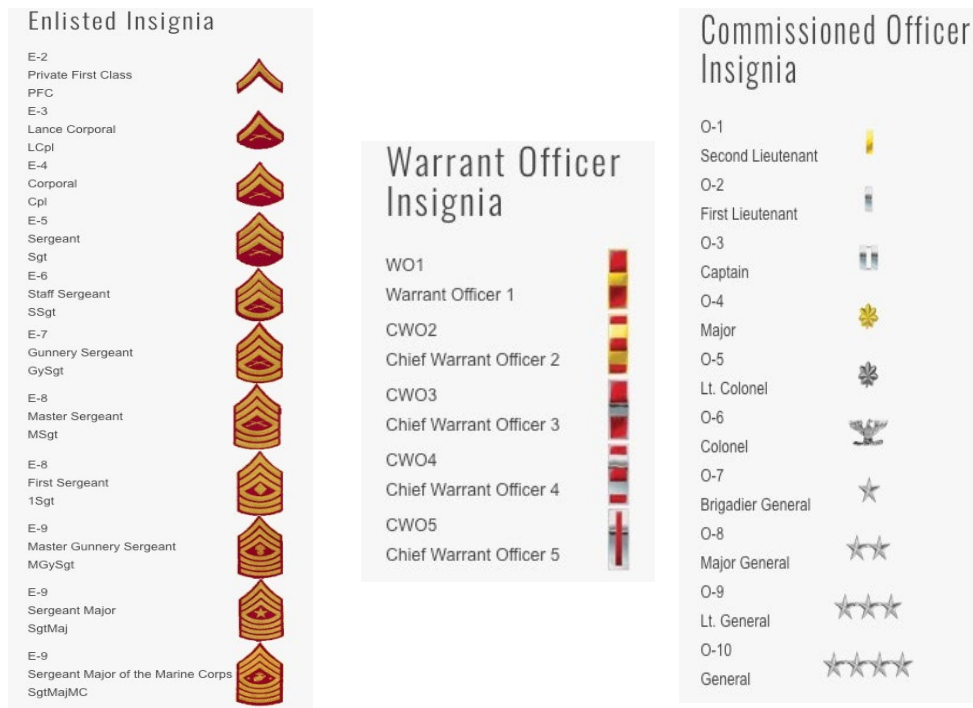 Enlisted Insignia
E-2
Private First Class
PFC
E-3
Lance Corporal
LCpl
E-4
Corporal
Cpl
E-5
Sergeant
Sgt
E-6
Staff Sergeant
SSgt
E-7
Gunnery Sergeant
GySgt
E-8
Master Sergeant
MSgt
E-8
First Sergeant
1Sgt
E-9
Master Gunnery Sergeant
MGySgt
E-9
Sergeant Major
SgtMaj
E-9
Sergeant Major of the Marine Corps
SgtMajMC
Warrant Officer
Insignia
WO1
Warrant Officer 1
CWO2
Chief Warrant Officer 2
CWO3
Chief Warrant Officer 3
CWO4
Chief Warrant Officer 4
CWO5
Chief Warrant Officer 5
Commissioned Officer
Insignia
O-1
Second Lieutenant
O-2
First Lieutenant
O-3
Captain
O-4
Major
O-5
Lt. Colonel
O-6
Colonel
O-7
Brigadier General
O-8
Major General
O-9
Lt. General
O-10
General